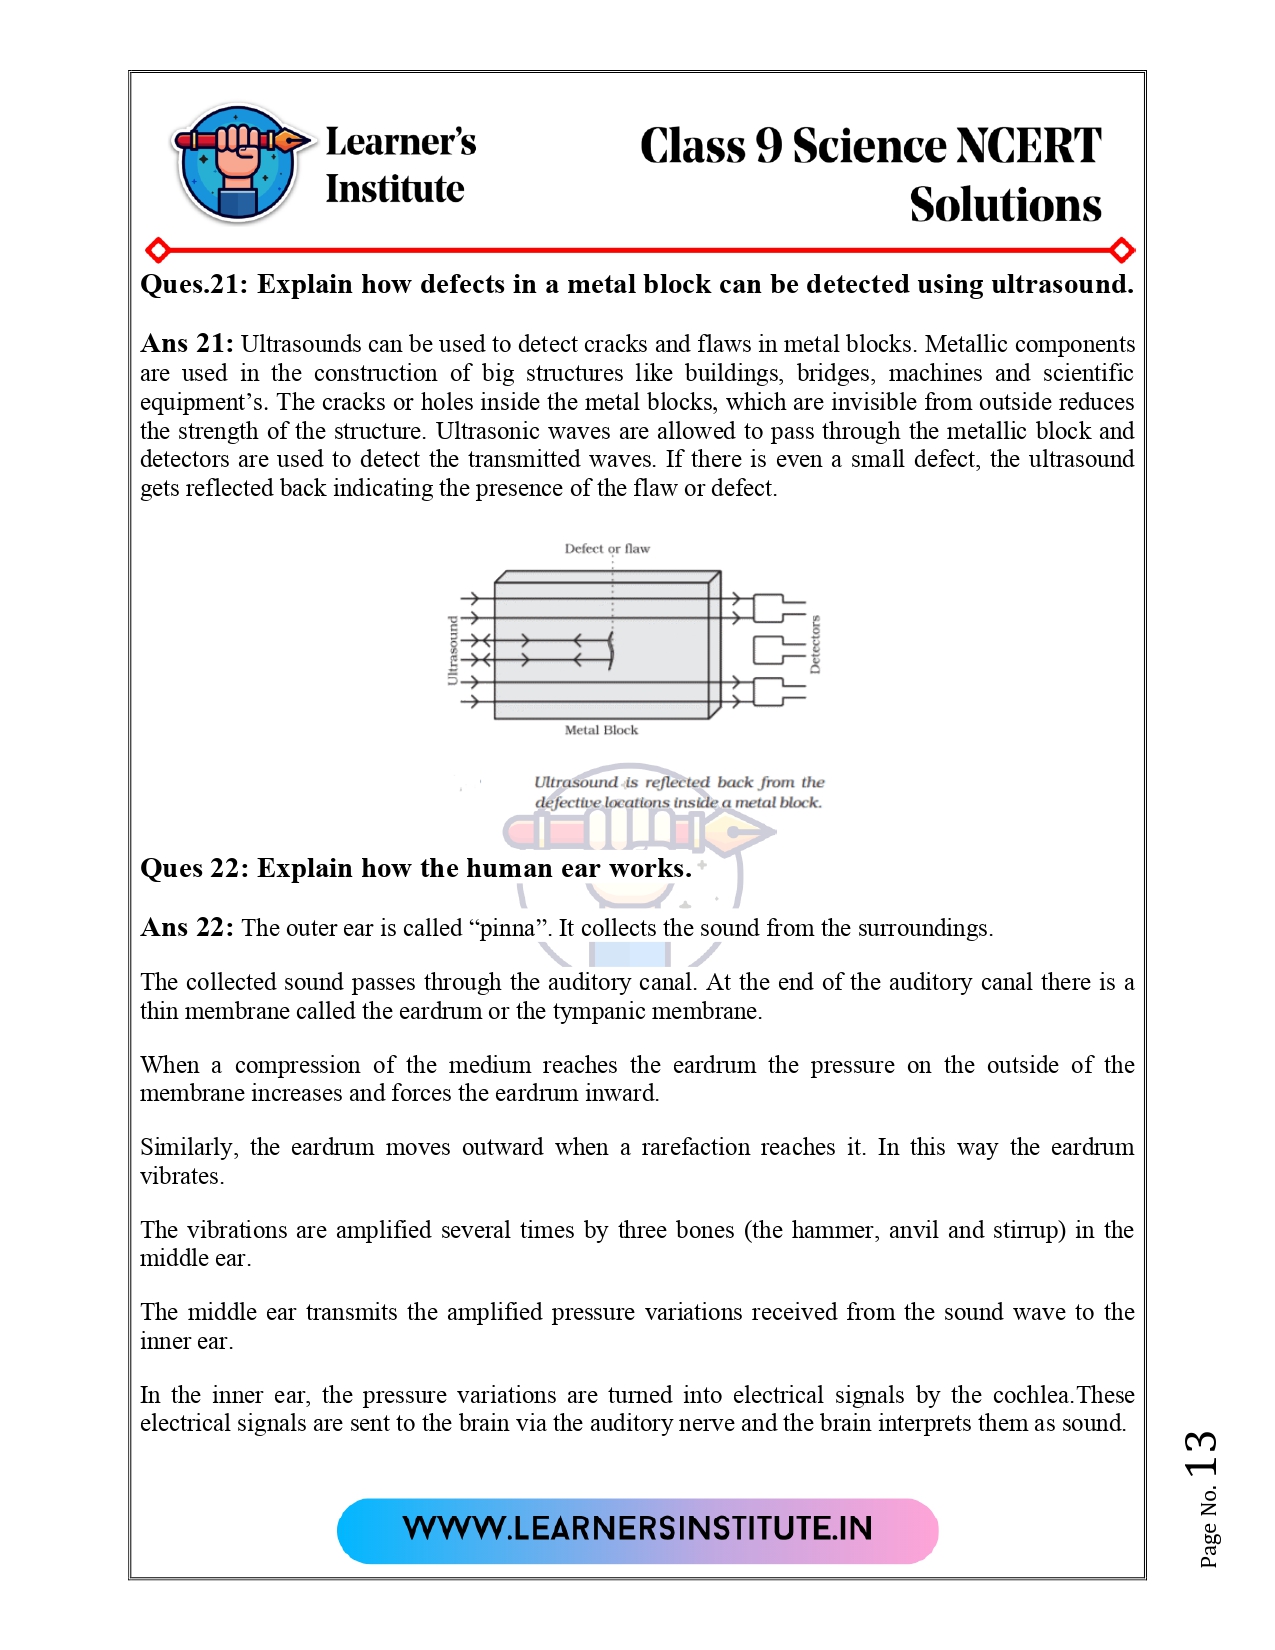 Learner's
Institute
Class 9 Science NCERT
Solutions
Ques.21: Explain how defects in a metal block can be detected using ultrasound.
Ans 21: Ultrasounds can be used to detect cracks and flaws in metal blocks. Metallic components
are used in the construction of big structures like buildings, bridges, machines and scientific
equipment's. The cracks or holes inside the metal blocks, which are invisible from outside reduces
the strength of the structure. Ultrasonic waves are allowed to pass through the metallic block and
detectors are used to detect the transmitted waves. If there is even a small defect, the ultrasound
gets reflected back indicating the presence of the flaw or defect.
Defect or flaw
Ultrasound
Detectors
Metal Block
Ultrasound is reflected back from the
defective locations inside a metal block.
Ques 22: Explain how the human ear works.
Ans 22: The outer ear is called “pinna”. It collects the sound from the surroundings.
The collected sound passes through the auditory canal. At the end of the auditory canal there is a
thin membrane called the eardrum or the tympanic membrane.
When a compression of the medium reaches the eardrum the pressure on the outside of the
membrane increases and forces the eardrum inward.
Similarly, the eardrum moves outward when a rarefaction reaches it. In this way the eardrum
vibrates.
The vibrations are amplified several times by three bones (the hammer, anvil and stirrup) in the
middle ear.
The middle ear transmits the amplified pressure variations received from the sound wave to the
inner ear.
In the inner ear, the pressure variations are turned into electrical signals by the cochlea.These
electrical signals are sent to the brain via the auditory nerve and the brain interprets them as sound.
WWW.LEARNERSINSTITUTE.IN
Page No. 13